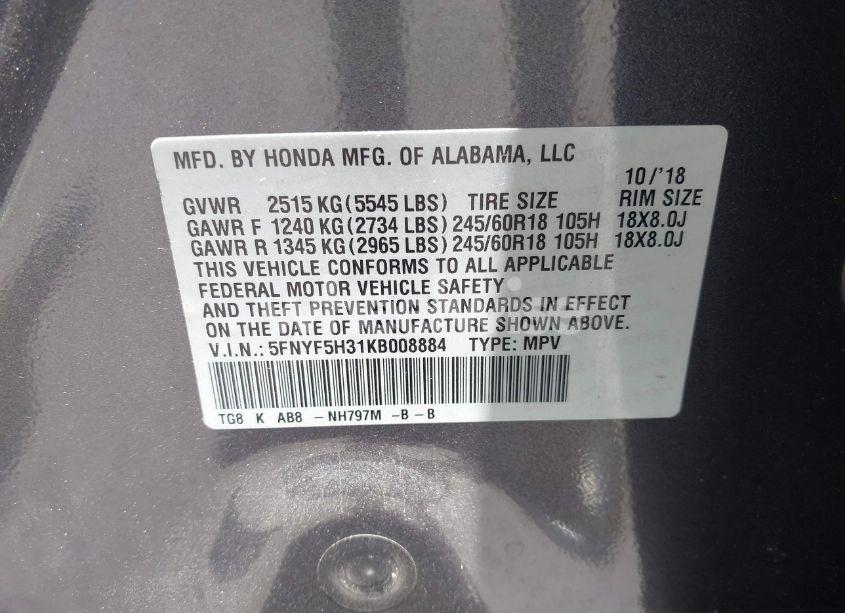 MFD. BY HONDA MFG. OF ALABAMA, LLC
10/'18
GVWR 2515 KG(5545 LBS) TIRE SIZE RIM SIZE
GAWR F 1240 KG(2734 LBS) 245/60R18 105H 18X8.0J
GAWR R 1345 KG(2965 LBS) 245/60R18 105H 18X8.0J
THIS VEHICLE CONFORMS TO ALL APPLICABLE
FEDERAL MOTOR VEHICLE SAFETY
AND THEFT PREVENTION STANDARDS IN EFFECT
ON THE DATE OF MANUFACTURE SHOWN ABOVE.
V.I.N.: 5FNYF5H31KB008884 TYPE: MPV
TG8 K AB8 -NH797M -B-B